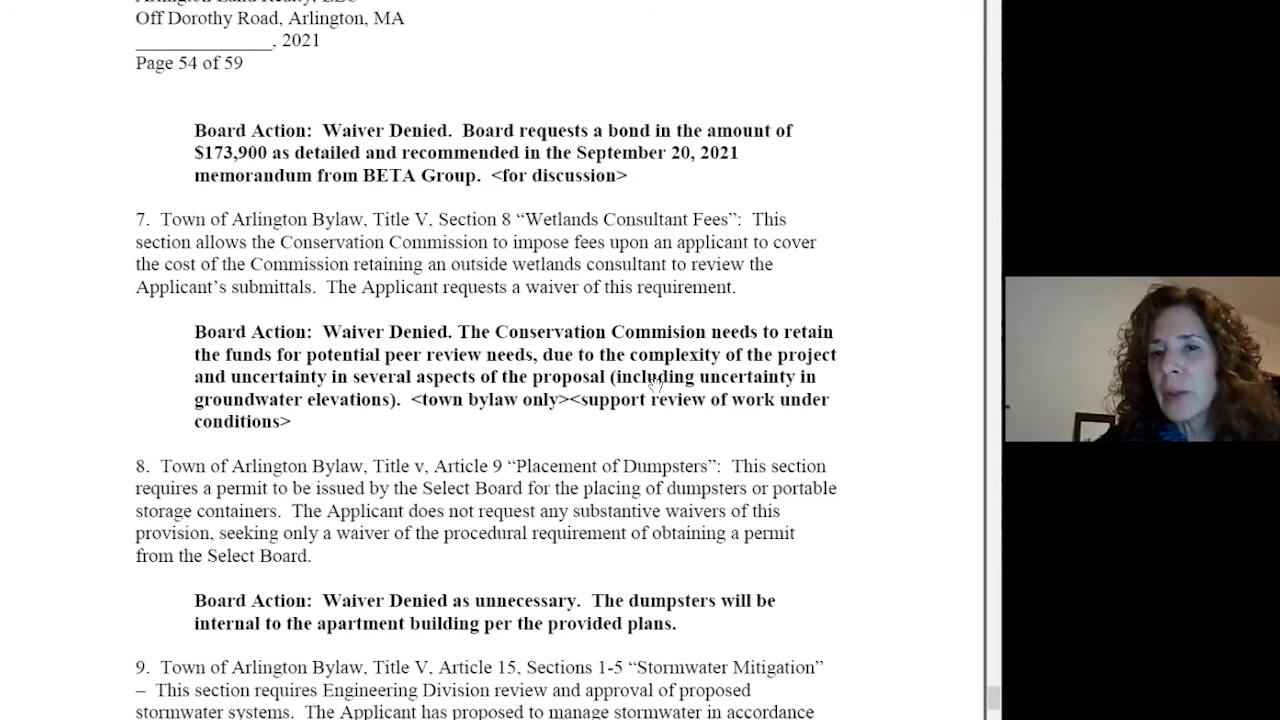 Off Dorothy Road, Arlington, MA
______________, 2021
Page 54 of 59
Board Action: Waiver Denied. Board requests a bond in the amount of
$173,900 as detailed and recommended in the September 20, 2021
memorandum from BETA Group. <for discussion>
7. Town of Arlington Bylaw, Title V, Section 8 “Wetlands Consultant Fees”: This
section allows the Conservation Commission to impose fees upon an applicant to cover
the cost of the Commission retaining an outside wetlands consultant to review the
Applicant’s submittals. The Applicant requests a waiver of this requirement.
Board Action: Waiver Denied. The Conservation Commision needs to retain
the funds for potential peer review needs, due to the complexity of the project
and uncertainty in several aspects of the proposal (including uncertainty in
groundwater elevations). <town bylaw only><support review of work under
conditions>
8. Town of Arlington Bylaw, Title v, Article 9 “Placement of Dumpsters”: This section
requires a permit to be issued by the Select Board for the placing of dumpsters or portable
storage containers. The Applicant does not request any substantive waivers of this
provision, seeking only a waiver of the procedural requirement of obtaining a permit
from the Select Board.
Board Action: Waiver Denied as unnecessary. The dumpsters will be
internal to the apartment building per the provided plans.
9. Town of Arlington Bylaw, Title V, Article 15, Sections 1-5 “Stormwater Mitigation”
– This section requires Engineering Division review and approval of proposed
stormwater systems. The Applicant has proposed to manage stormwater in accordance